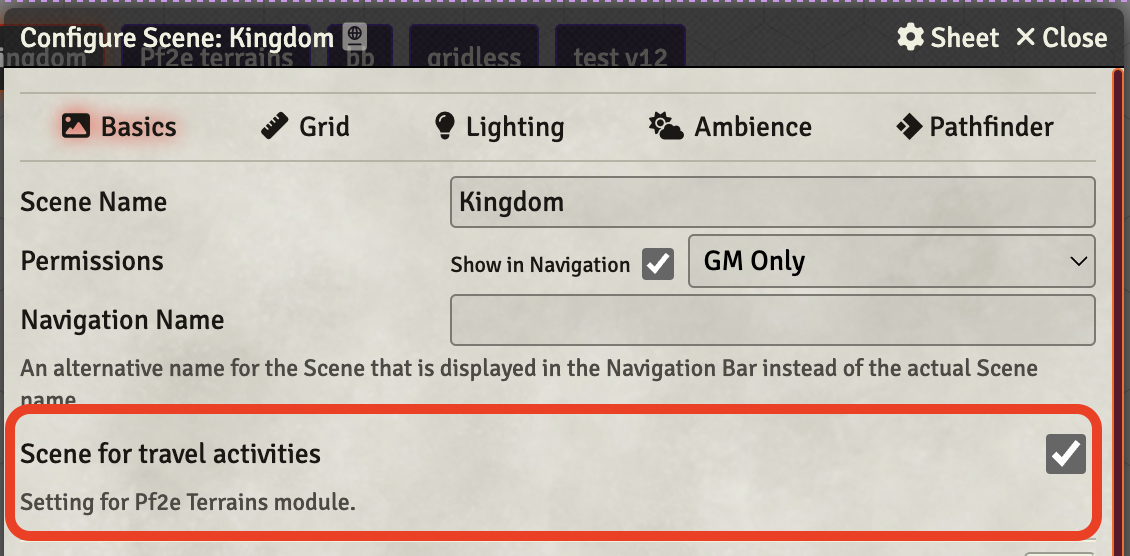 Configure Scene: Kingdom Sheet Close
ngdom Pf2e terrains bb gridless test v12
Basics Grid Lighting Ambience Pathfinder
Scene Name Kingdom
Permissions Show in Navigation GM Only
Navigation Name
An alternative name for the Scene that is displayed in the Navigation Bar instead of the actual Scene
name.
Scene for travel activities
Setting for Pf2e Terrains module.